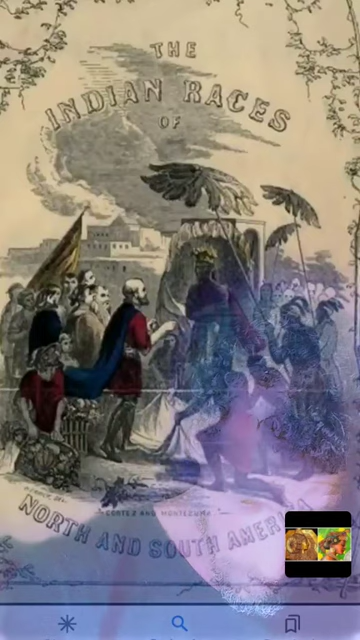 THE
INDIAN RACES
OF
CORTEZ AND MONTEZUMA
NORTH AND SOUTH AMERICA